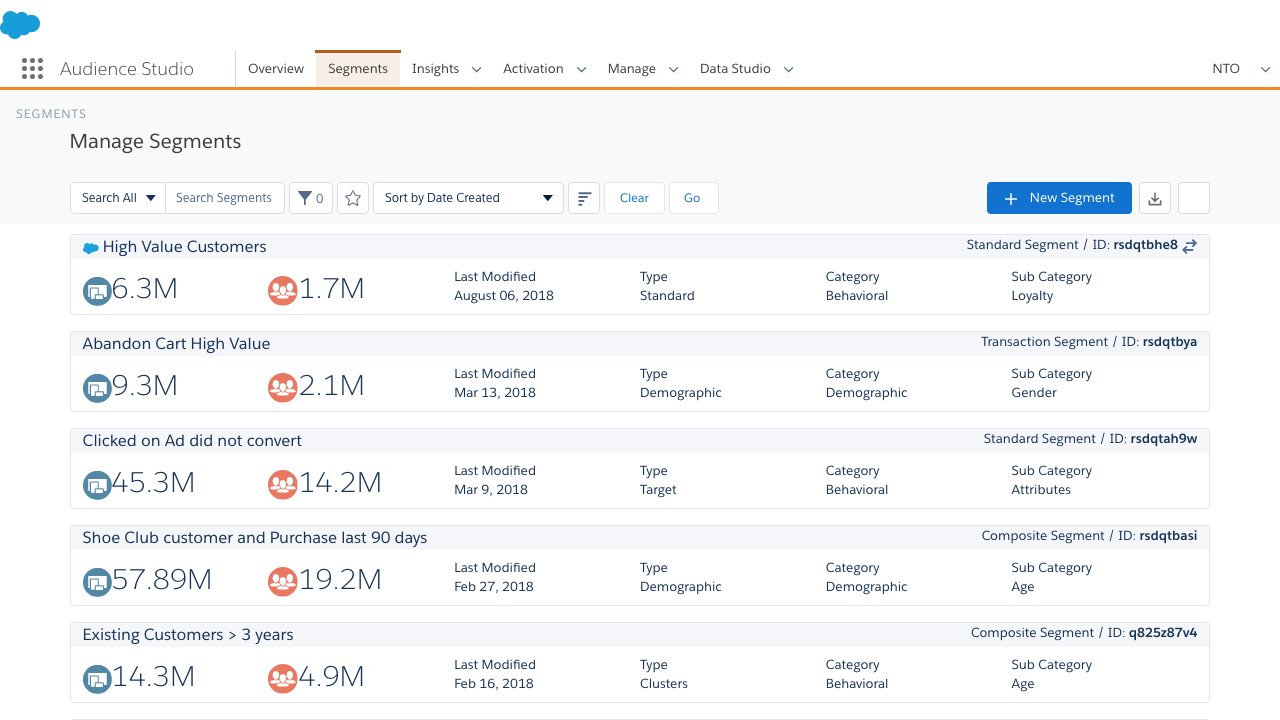 Audience Studio Overview Segments Insights Activation Manage Data Studio NTO
SEGMENTS
Manage Segments
Search All Search Segments 0 Sort by Date Created Clear Go New Segment
High Value Customers Standard Segment / ID: rsdqtbhe8
6.3M 1.7M
Last Modified Type Category Sub Category
August 06, 2018 Standard Behavioral Loyalty
Abandon Cart High Value Transaction Segment / ID: rsdqtbya
9.3M 2.1M
Last Modified Type Category Sub Category
Mar 13, 2018 Demographic Demographic Gender
Clicked on Ad did not convert Standard Segment / ID: rsdqtah9w
45.3M 14.2M
Last Modified Type Category Sub Category
Mar 9, 2018 Target Behavioral Attributes
Shoe Club customer and Purchase last 90 days Composite Segment / ID: rsdqtbasi
57.89M 19.2M
Last Modified Type Category Sub Category
Feb 27, 2018 Demographic Demographic Age
Existing Customers > 3 years Composite Segment / ID: q825z87v4
14.3M 4.9M
Last Modified Type Category Sub Category
Feb 16, 2018 Clusters Behavioral Age